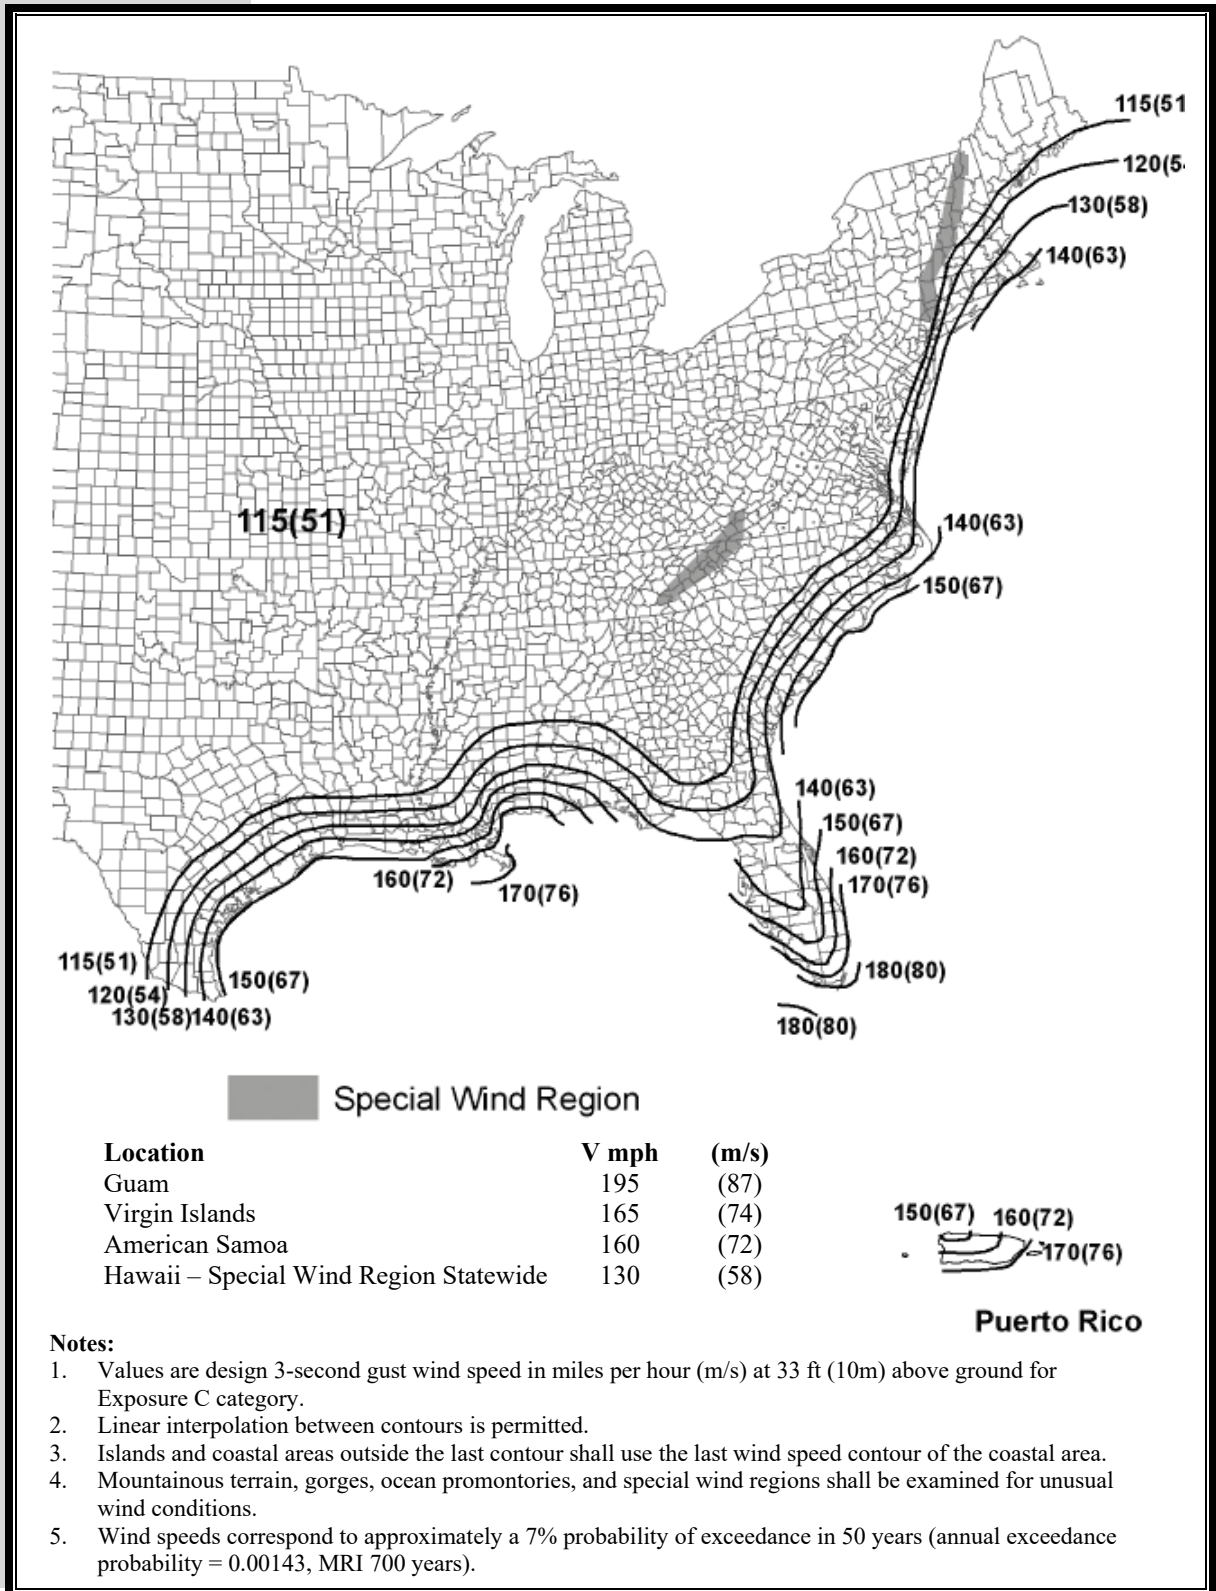 115(51
120(5
130(58)
140(63)
115(51)
140(63)
150(67)
140(63)
150(67)
160(72)
170(76)
160(72)
170(76)
115(51)
120(54)
130(58)140(63)
150(67)
180(80)
180(80)
Special Wind Region
Location V mph (m/s)
Guam 195 (87)
Virgin Islands 165 (74)
American Samoa 160 (72)
Hawaii – Special Wind Region Statewide 130 (58)
150(67) 160(72)
170(76)
Puerto Rico
Notes:
1. Values are design 3-second gust wind speed in miles per hour (m/s) at 33 ft (10m) above ground for
Exposure C category.
2. Linear interpolation between contours is permitted.
3. Islands and coastal areas outside the last contour shall use the last wind speed contour of the coastal area.
4. Mountainous terrain, gorges, ocean promontories, and special wind regions shall be examined for unusual
wind conditions.
5. Wind speeds correspond to approximately a 7% probability of exceedance in 50 years (annual exceedance
probability = 0.00143, MRI 700 years).